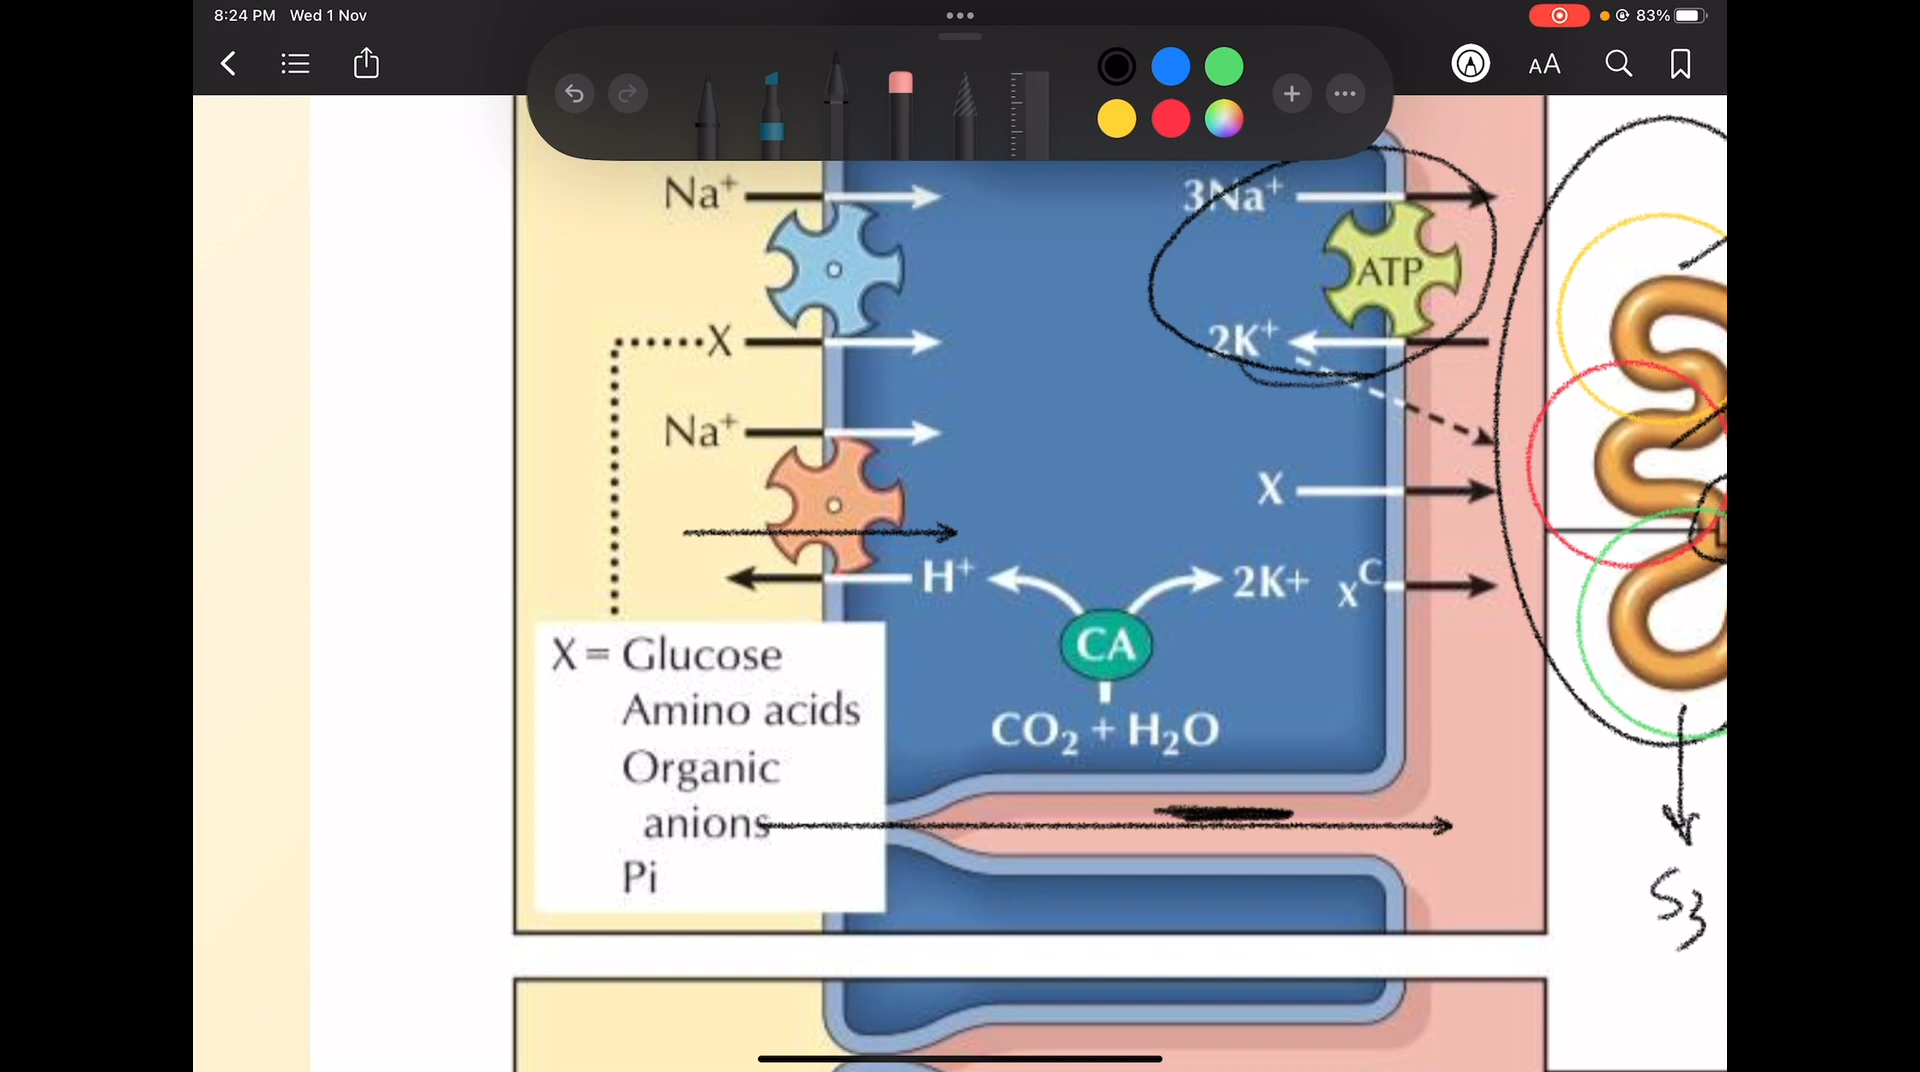 8:24 PM Wed 1 Nov
83%
AA
Na+ 3Na+
ATP
X 2K+
Na+
X
H+ 2K+ xC
CA
X = Glucose
Amino acids
CO2 + H2O
Organic
anions
Pi
S3